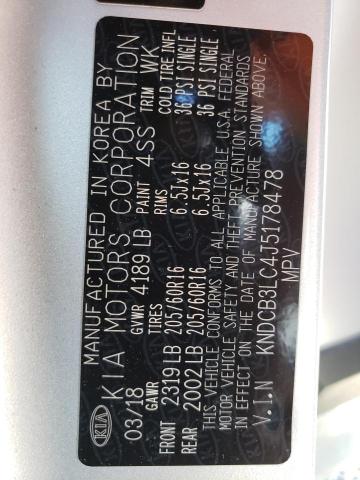 MANUFACTURED IN KOREA BY
KIA KIA MOTORS CORPORATION
03/18 GVWR 4189 LB PAINT 4SS TRIM WK
GAWR TIRES RIMS COLD TIRE INFL
FRONT 2319 LB 205/60R16 6.5Jx16 36 PSI SINGLE
REAR 2002 LB 205/60R16 6.5Jx16 36 PSI SINGLE
THIS VEHICLE CONFORMS TO ALL APPLICABLE U.S.A. FEDERAL
MOTOR VEHICLE SAFETY AND THEFT PREVENTION STANDARDS
IN EFFECT ON THE DATE OF MANUFACTURE SHOWN ABOVE.
V.I.N KNDCB3LC4J5178478
MPV